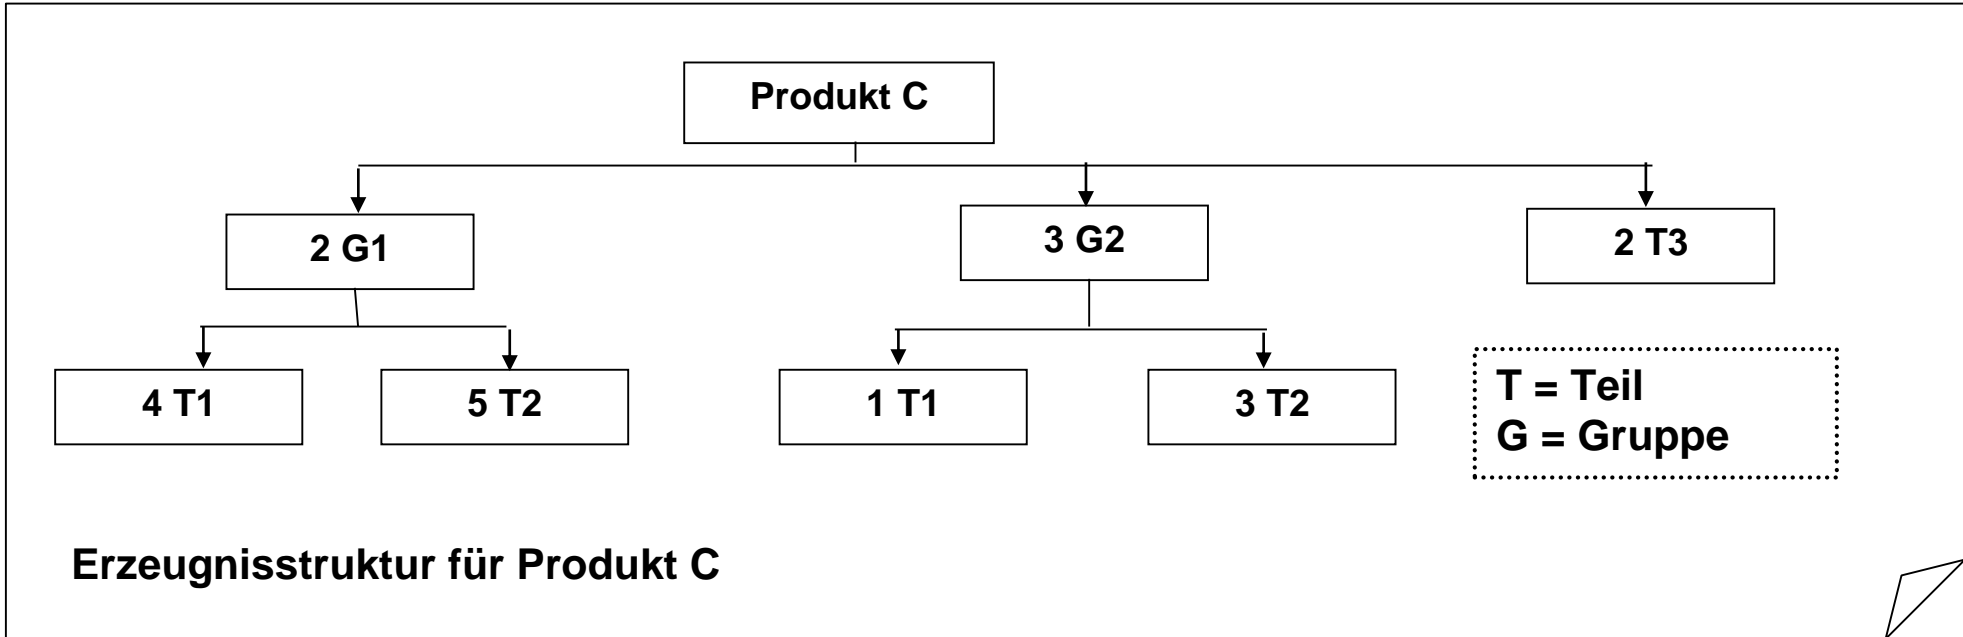 Produkt C
2 G1
3 G2
2 T3
4 T1
5 T2
1 T1
3 T2
T = Teil
G = Gruppe
Erzeugnisstruktur für Produkt C